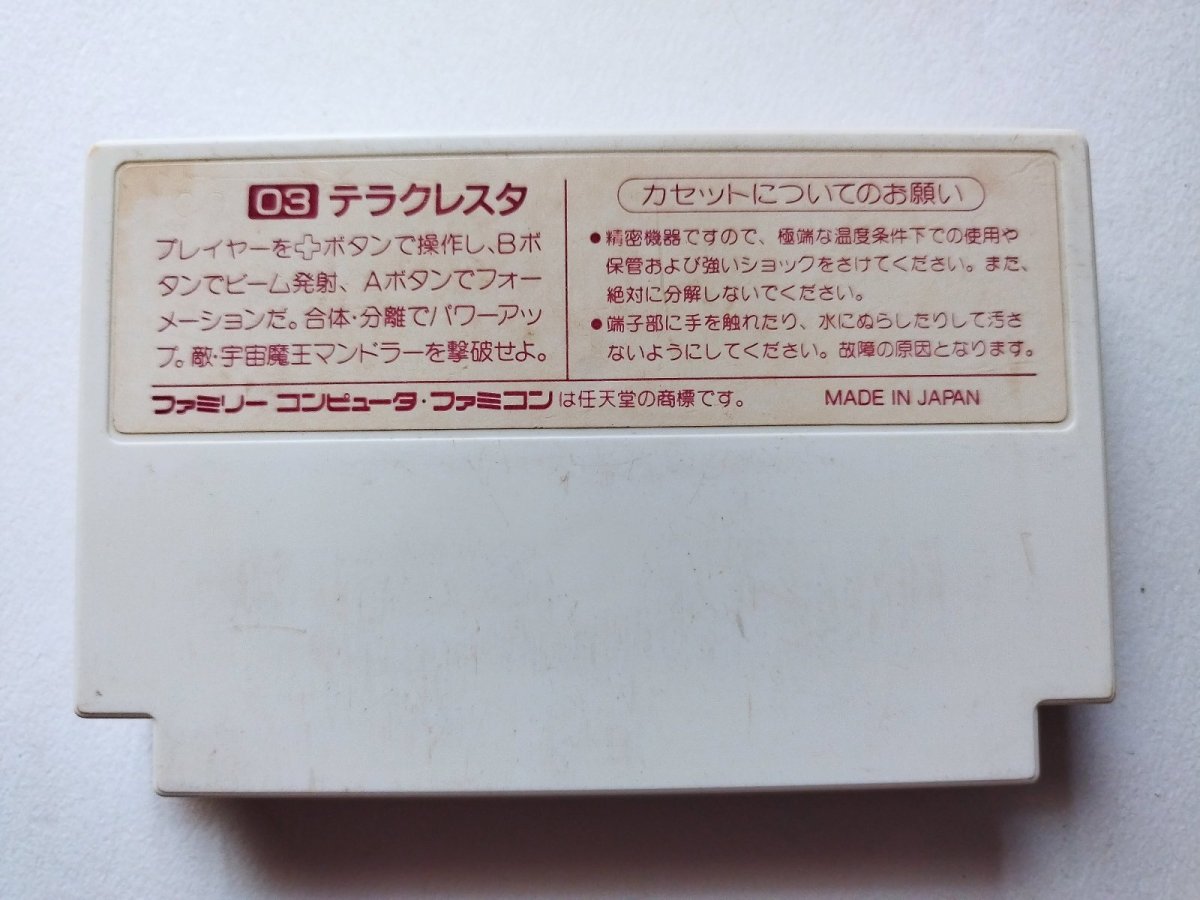 03 テラクレスタ
プレイヤーを✚ボタンで操作し、Bボ
タンでビーム発射、Aボタンでフォー
メーションだ。合体・分離でパワーアッ
プ。敵・宇宙魔王マンドラーを撃破せよ。
カセットについてのお願い
●精密機器ですので、極端な温度条件下での使用や
保管および強いショックをさけてください。また、
絶対に分解しないでください。
●端子部に手を触れたり、水にぬらしたりして汚さ
ないようにしてください。故障の原因となります。
ファミリーコンピュータ・ファミコンは任天堂の商標です。
MADE IN JAPAN